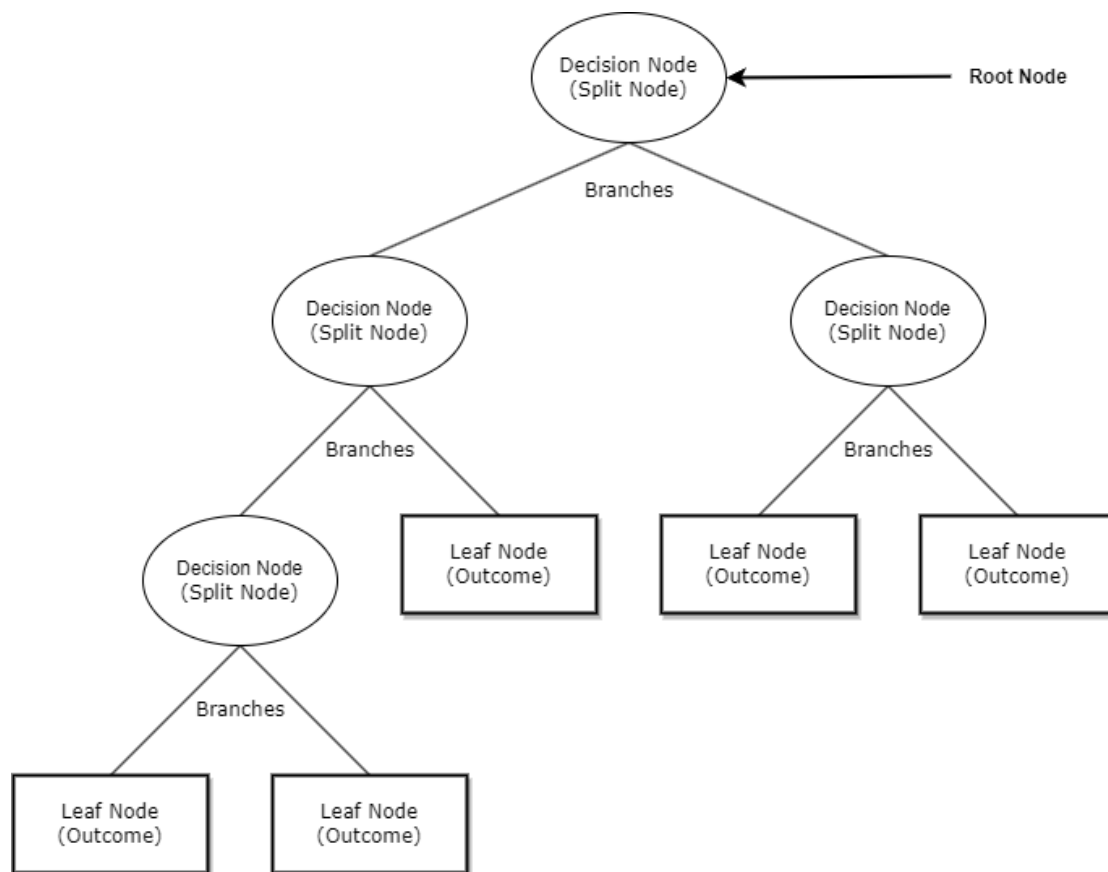 Decision Node
(Split Node)
Root Node
Branches
Decision Node
(Split Node)
Decision Node
(Split Node)
Branches
Branches
Decision Node
(Split Node)
Leaf Node
(Outcome)
Leaf Node
(Outcome)
Leaf Node
(Outcome)
Branches
Leaf Node
(Outcome)
Leaf Node
(Outcome)